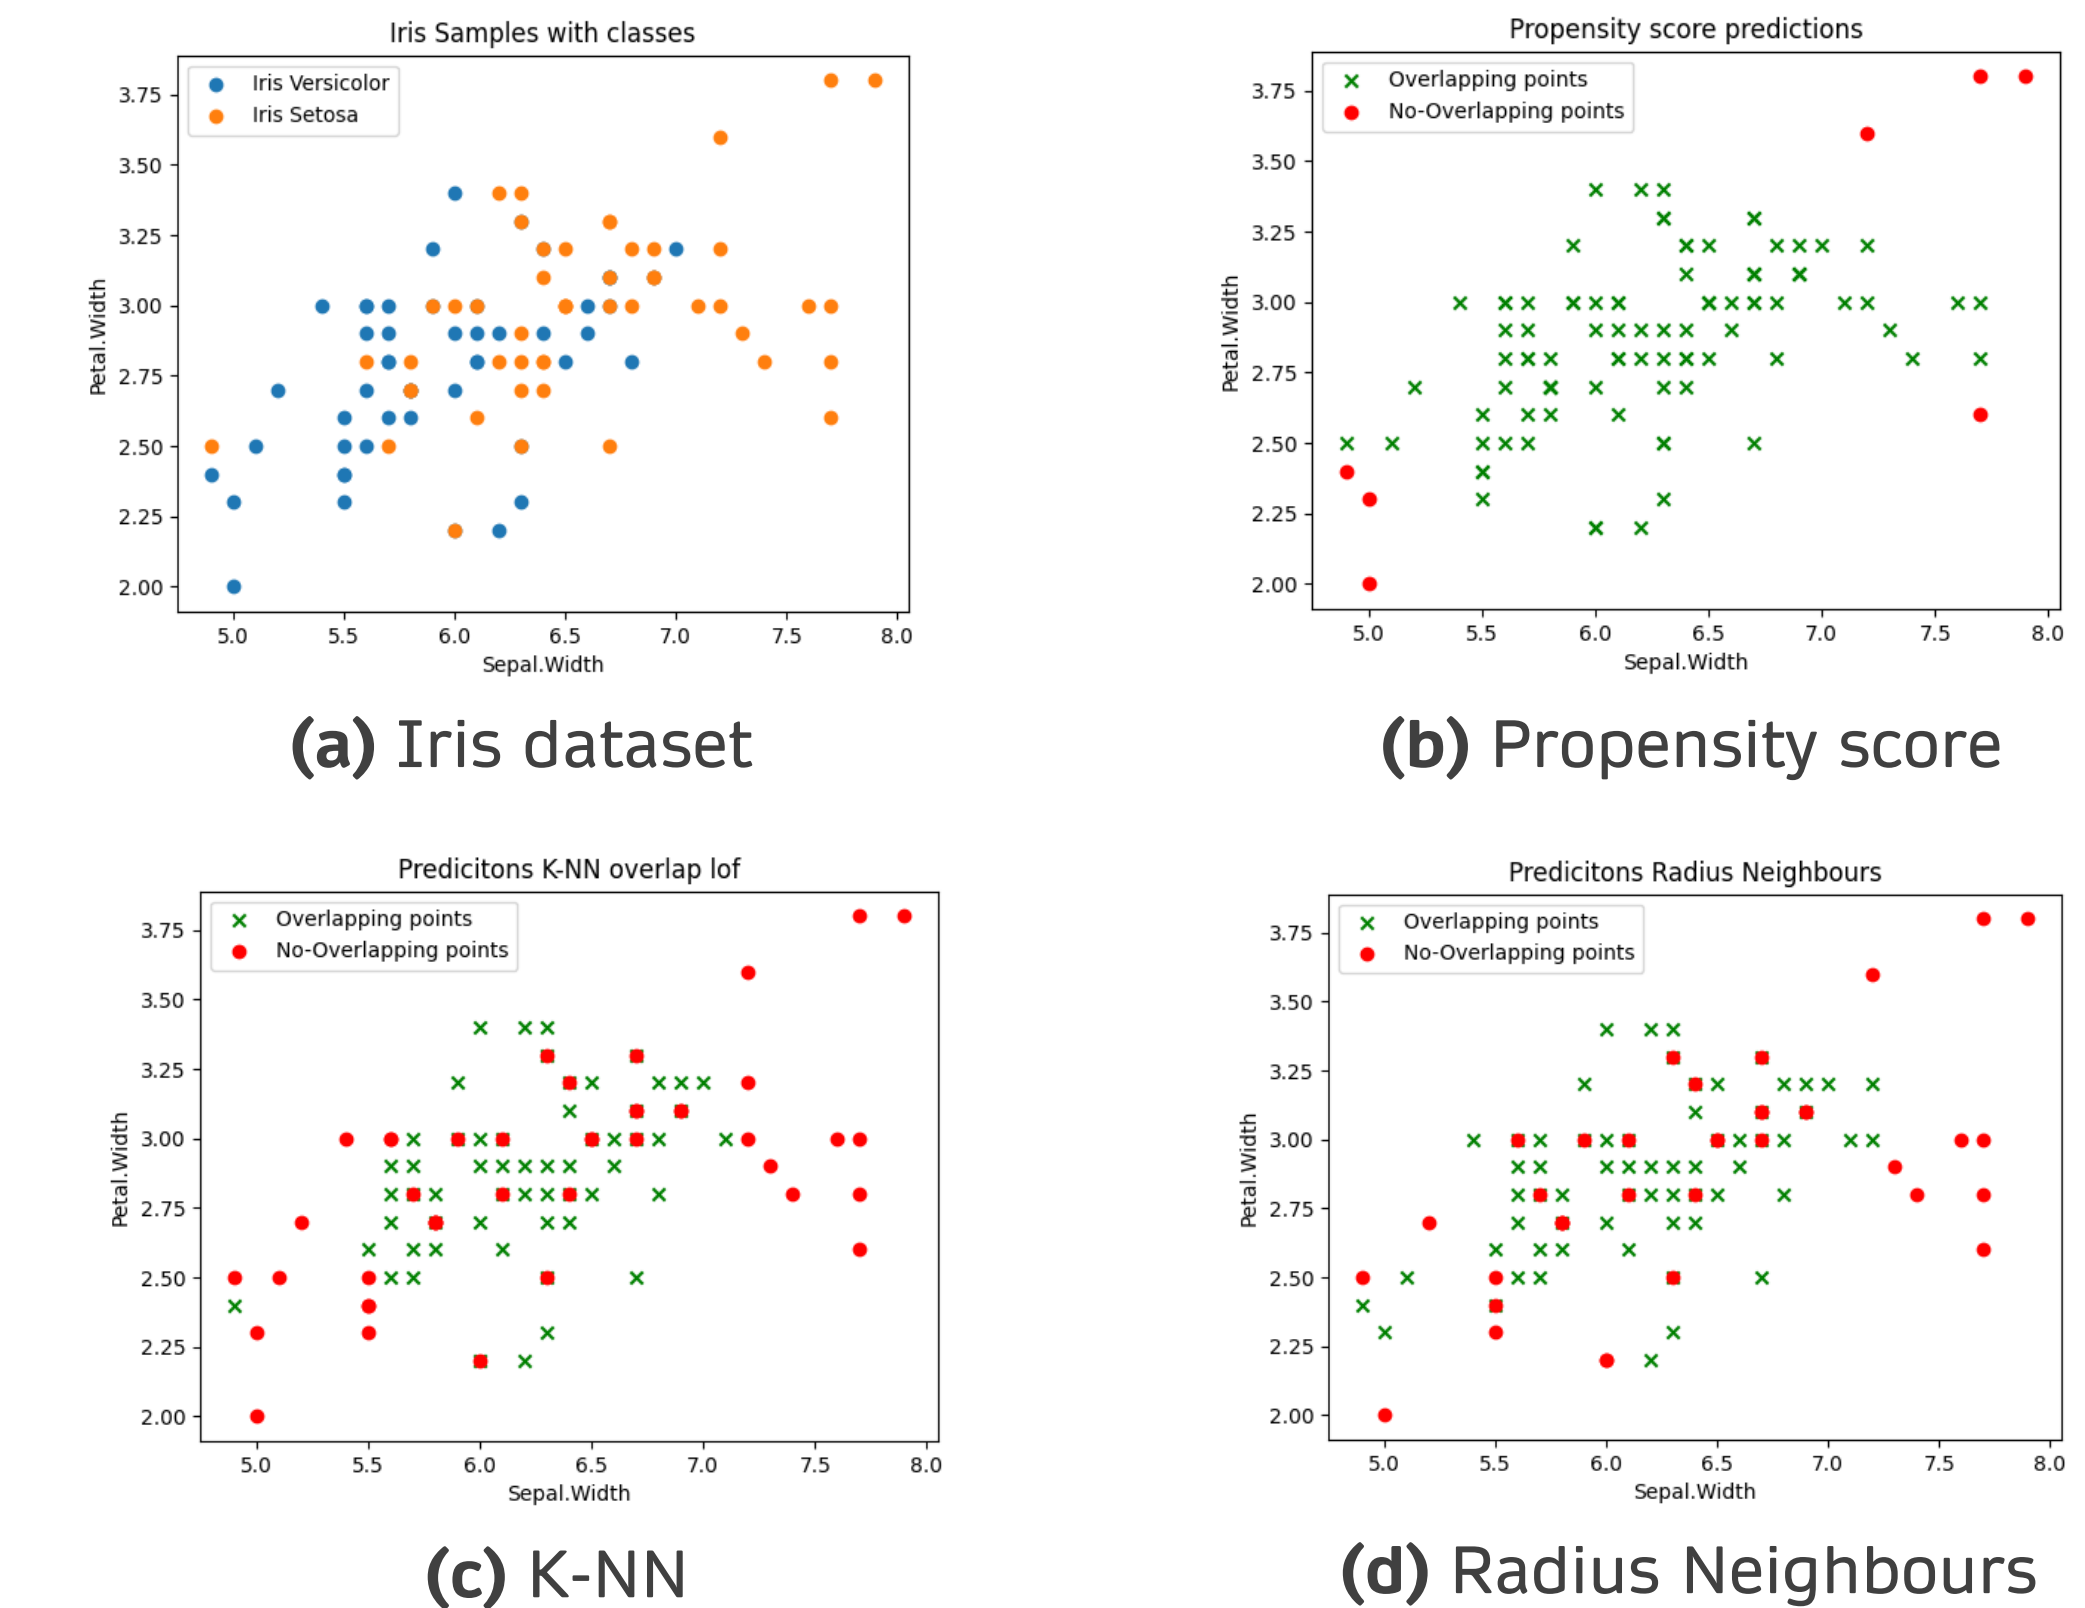 Iris Samples with classes
Iris Versicolor
Iris Setosa
3.75
3.50
3.25
3.00
2.75
2.50
2.25
2.00
Petal.Width
5.0 5.5 6.0 6.5 7.0 7.5 8.0
Sepal.Width
(a) Iris dataset
Propensity score predictions
Overlapping points
No-Overlapping points
3.75
3.50
3.25
3.00
2.75
2.50
2.25
2.00
Petal.Width
5.0 5.5 6.0 6.5 7.0 7.5 8.0
Sepal.Width
(b) Propensity score
Predicitons K-NN overlap lof
Overlapping points
No-Overlapping points
3.75
3.50
3.25
3.00
2.75
2.50
2.25
2.00
Petal.Width
5.0 5.5 6.0 6.5 7.0 7.5 8.0
Sepal.Width
(c) K-NN
Predicitons Radius Neighbours
Overlapping points
No-Overlapping points
3.75
3.50
3.25
3.00
2.75
2.50
2.25
2.00
Petal.Width
5.0 5.5 6.0 6.5 7.0 7.5 8.0
Sepal.Width
(d) Radius Neighbours